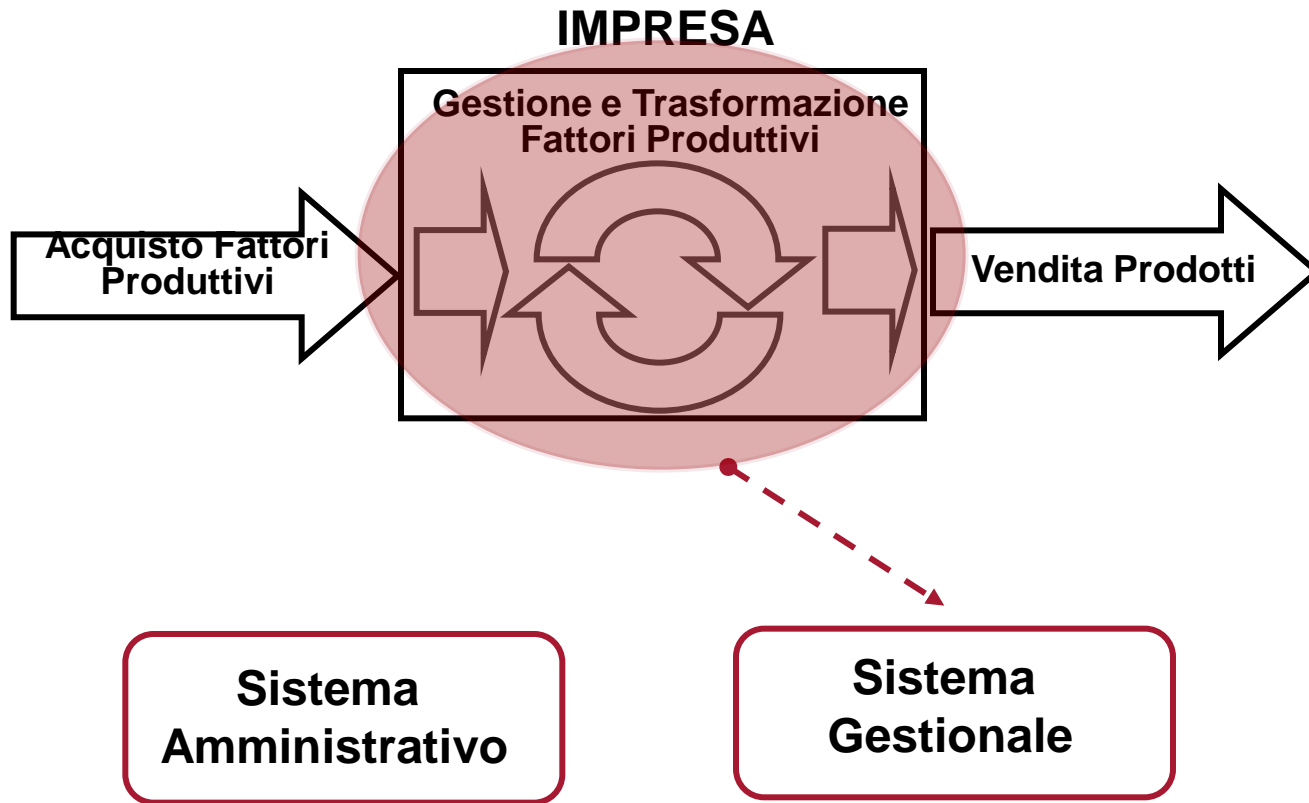 IMPRESA
Gestione e Trasformazione
Fattori Produttivi
Acquisto Fattori
Produttivi
Vendita Prodotti
Sistema
Amministrativo
Sistema
Gestionale